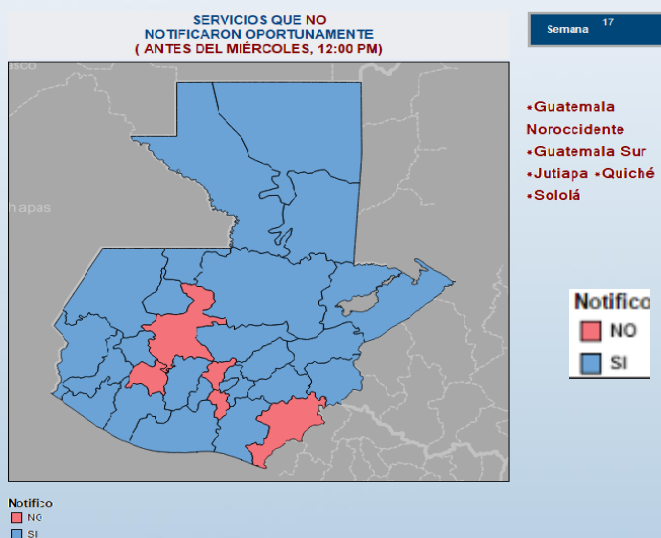 SERVICIOS QUE NO
NOTIFICARON OPORTUNAMENTE
( ANTES DEL MIÉRCOLES, 12:00 PM)
Semana 17
•Guatemala
Noroccidente
•Guatemala Sur
•Jutiapa •Quiché
•Sololá
apas
Notifico
NO
SI
Notifico
NO
SI